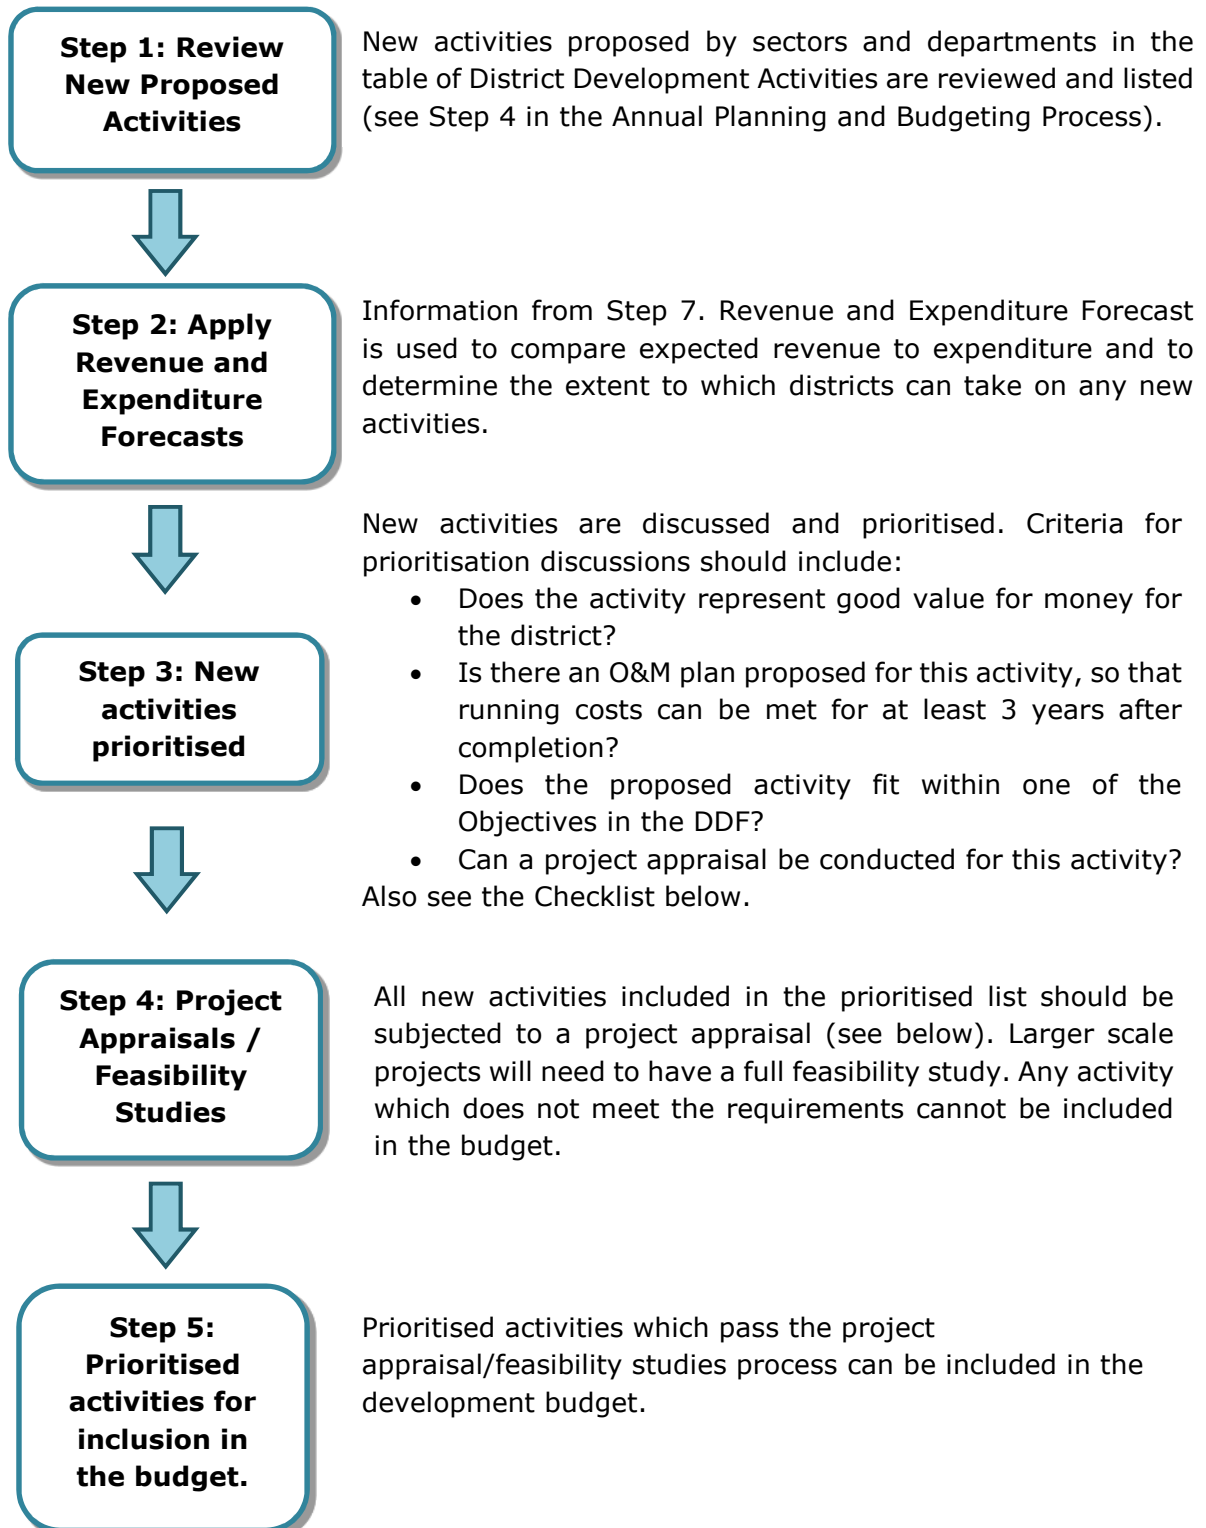 Step 1: Review
New Proposed
Activities
New activities proposed by sectors and departments in the
table of District Development Activities are reviewed and listed
(see Step 4 in the Annual Planning and Budgeting Process).
Step 2: Apply
Revenue and
Expenditure
Forecasts
Information from Step 7. Revenue and Expenditure Forecast
is used to compare expected revenue to expenditure and to
determine the extent to which districts can take on any new
activities.
Step 3: New
activities
prioritised
New activities are discussed and prioritised. Criteria for
prioritisation discussions should include:
• Does the activity represent good value for money for
the district?
• Is there an O&M plan proposed for this activity, so that
running costs can be met for at least 3 years after
completion?
• Does the proposed activity fit within one of the
Objectives in the DDF?
• Can a project appraisal be conducted for this activity?
Also see the Checklist below.
Step 4: Project
Appraisals /
Feasibility
Studies
All new activities included in the prioritised list should be
subjected to a project appraisal (see below). Larger scale
projects will need to have a full feasibility study. Any activity
which does not meet the requirements cannot be included
in the budget.
Step 5:
Prioritised
activities for
inclusion in
the budget.
Prioritised activities which pass the project
appraisal/feasibility studies process can be included in the
development budget.